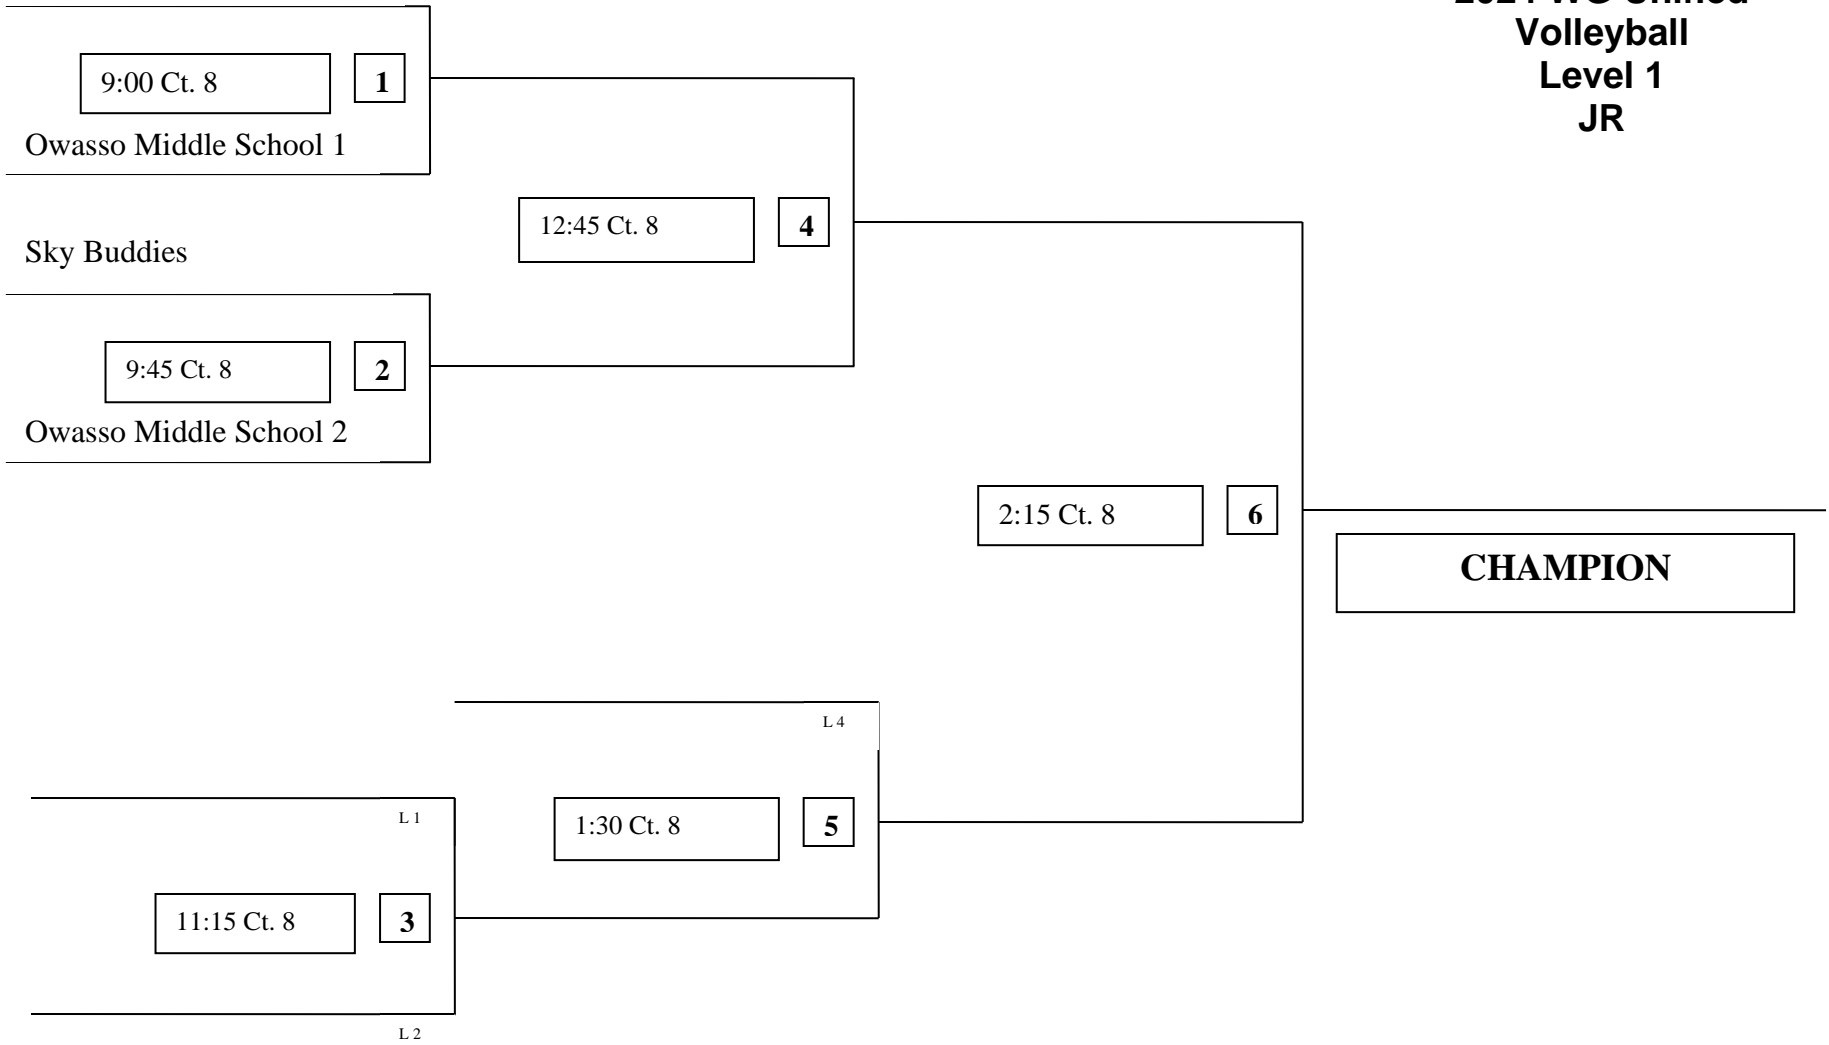 WG Unified
Volleyball
Level 1
JR
9:00 Ct. 8
1
Owasso Middle School 1
Sky Buddies
12:45 Ct. 8
4
9:45 Ct. 8
2
Owasso Middle School 2
2:15 Ct. 8
6
CHAMPION
L 4
L 1
1:30 Ct. 8
5
11:15 Ct. 8
3
L 2